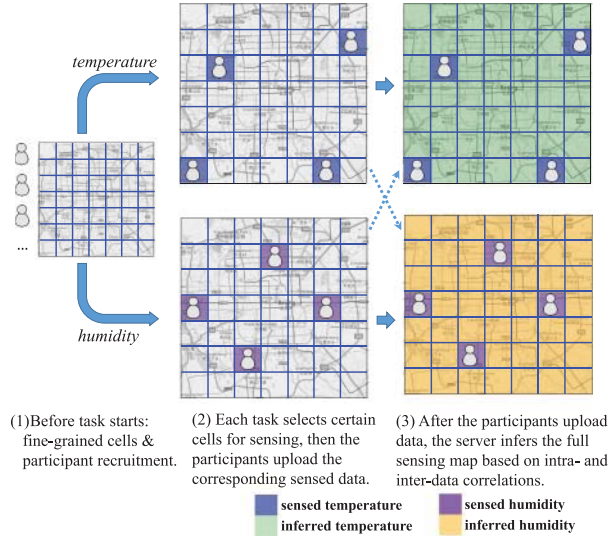 temperature
...
humidity
(1)Before task starts:
fine-grained cells &
participant recruitment.
(2) Each task selects certain
cells for sensing, then the
participants upload the
corresponding sensed data.
(3) After the participants upload
data, the server infers the full
sensing map based on intra- and
inter-data correlations.
sensed temperature
sensed humidity
inferred temperature
inferred humidity